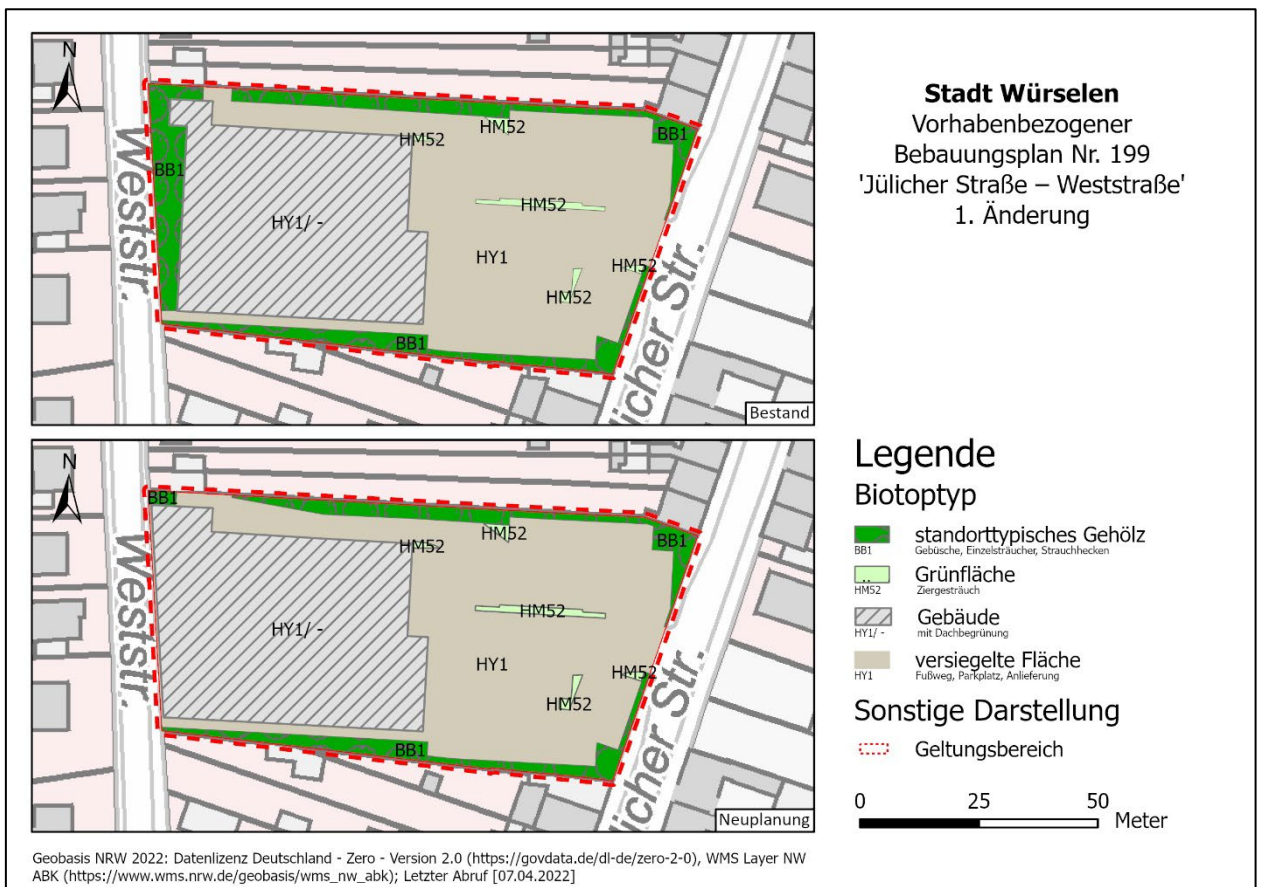 N
Weststr.
BB1
HM52
HM52
BB1
HY1/ -
HM52
HY1
HM52
HM52
BB1
licher Str.
Bestand
N
Weststr.
BB1
HM52
HM52
BB1
HY1/ -
HM52
HY1
HM52
HM52
BB1
licher Str.
Neuplanung
Stadt Würselen
Vorhabenbezogener
Bebauungsplan Nr. 199
'Jülicher Straße – Weststraße'
1. Änderung
Legende
Biotoptyp
standorttypisches Gehölz
BB1 Gebüsche, Einzelsträucher, Strauchhecken
Grünfläche
HM52 Ziergesträuch
Gebäude
HY1/ - mit Dachbegrünung
versiegelte Fläche
HY1 Fußweg, Parkplatz, Anlieferung
Sonstige Darstellung
Geltungsbereich
0 25 50
Meter
Geobasis NRW 2022: Datenlizenz Deutschland - Zero - Version 2.0 (https://govdata.de/dl-de/zero-2-0), WMS Layer NW
ABK (https://www.wms.nrw.de/geobasis/wms_nw_abk); Letzter Abruf [07.04.2022]